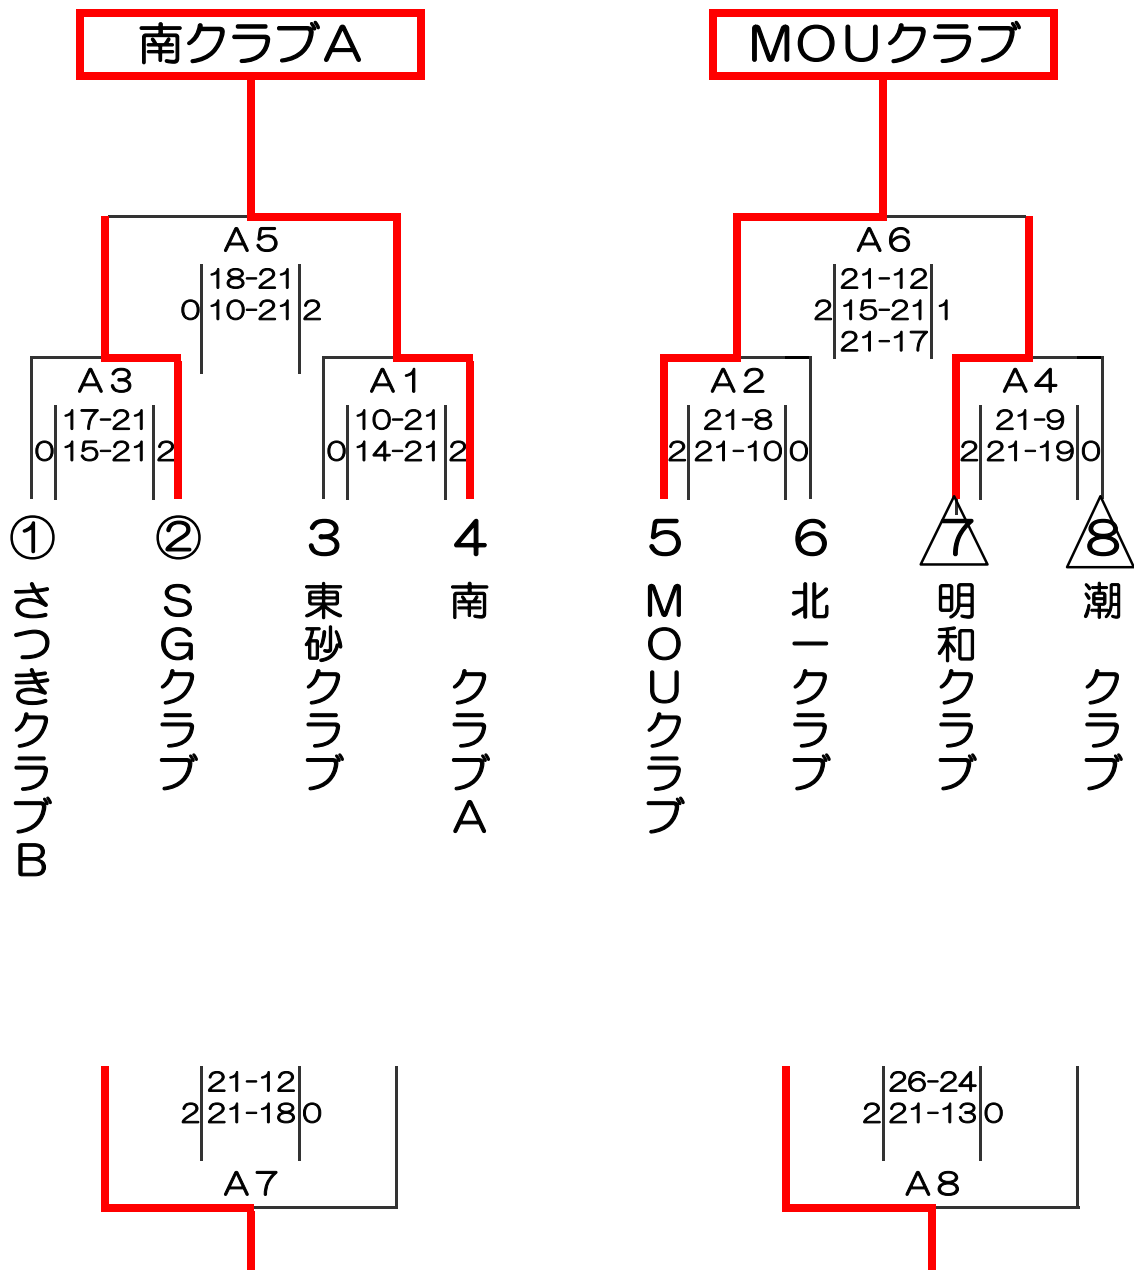 南クラブA
MOUクラブ
A5
18-21
0 10-21 2
A6
21-12
2 15-21 1
21-17
A3
17-21
0 15-21 2
A1
10-21
0 14-21 2
A2
21-8
2 21-10 0
A4
21-9
2 21-19 0
① ② 3 4 5 6 7 8
さつきクラブB
SGクラブ
東砂クラブ
南 クラブA
MOUクラブ
北一クラブ
明和クラブ
潮 クラブ
21-12
2 21-18 0
A7
26-24
2 21-13 0
A8